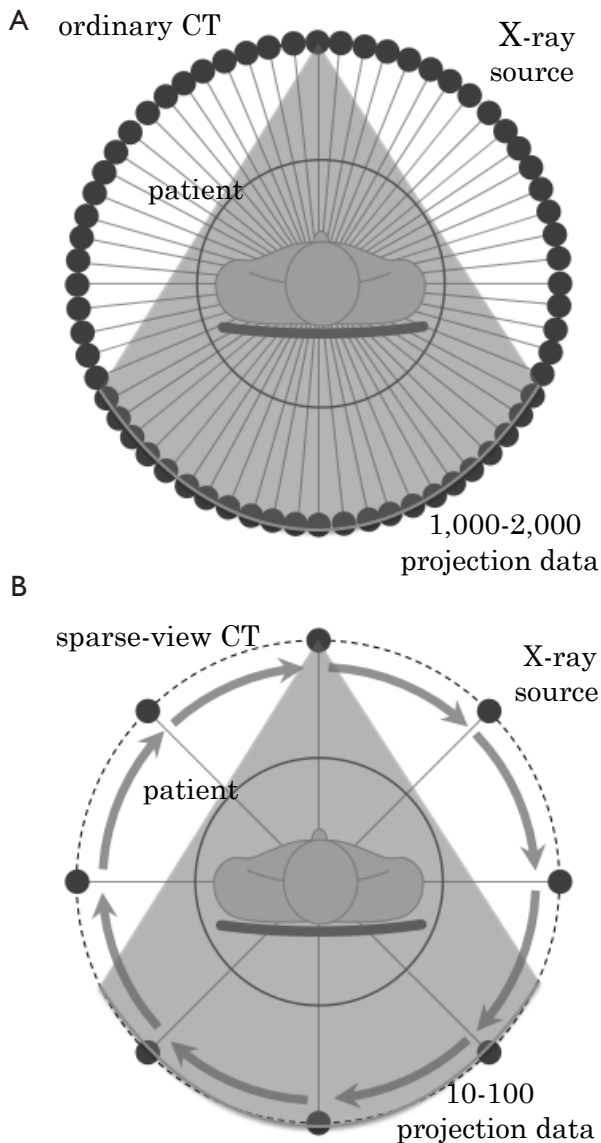 A
ordinary CT
X-ray
source
patient
1,000-2,000
projection data
B
sparse-view CT
X-ray
source
patient
10-100
projection data